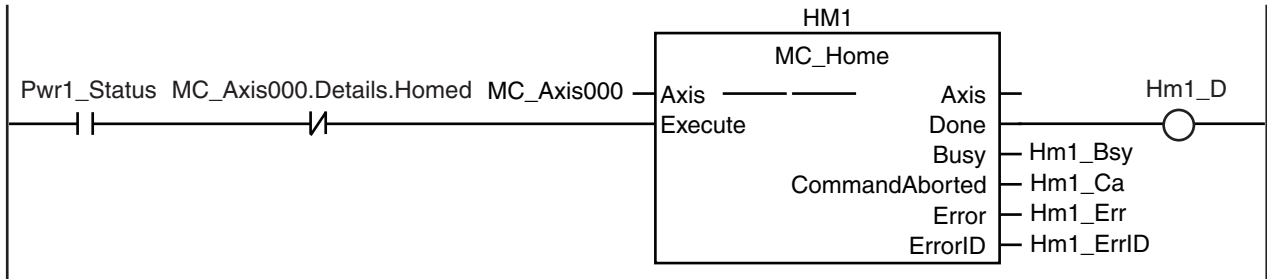 HM1
MC_Home
Pwr1_Status MC_Axis000.Details.Homed MC_Axis000 Axis Axis Hm1_D
Execute Done
Busy Hm1_Bsy
CommandAborted Hm1_Ca
Error Hm1_Err
ErrorID Hm1_ErrID